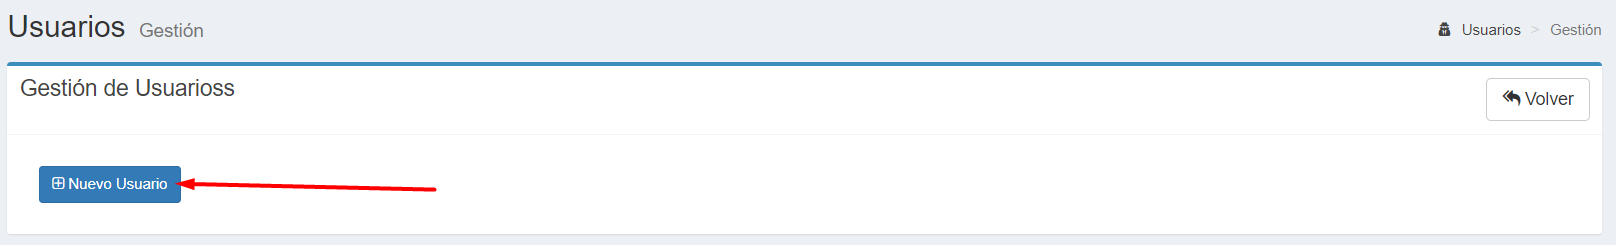 Usuarios Gestión
Usuarios > Gestión
Gestión de Usuarioss
Volver
Nuevo Usuario